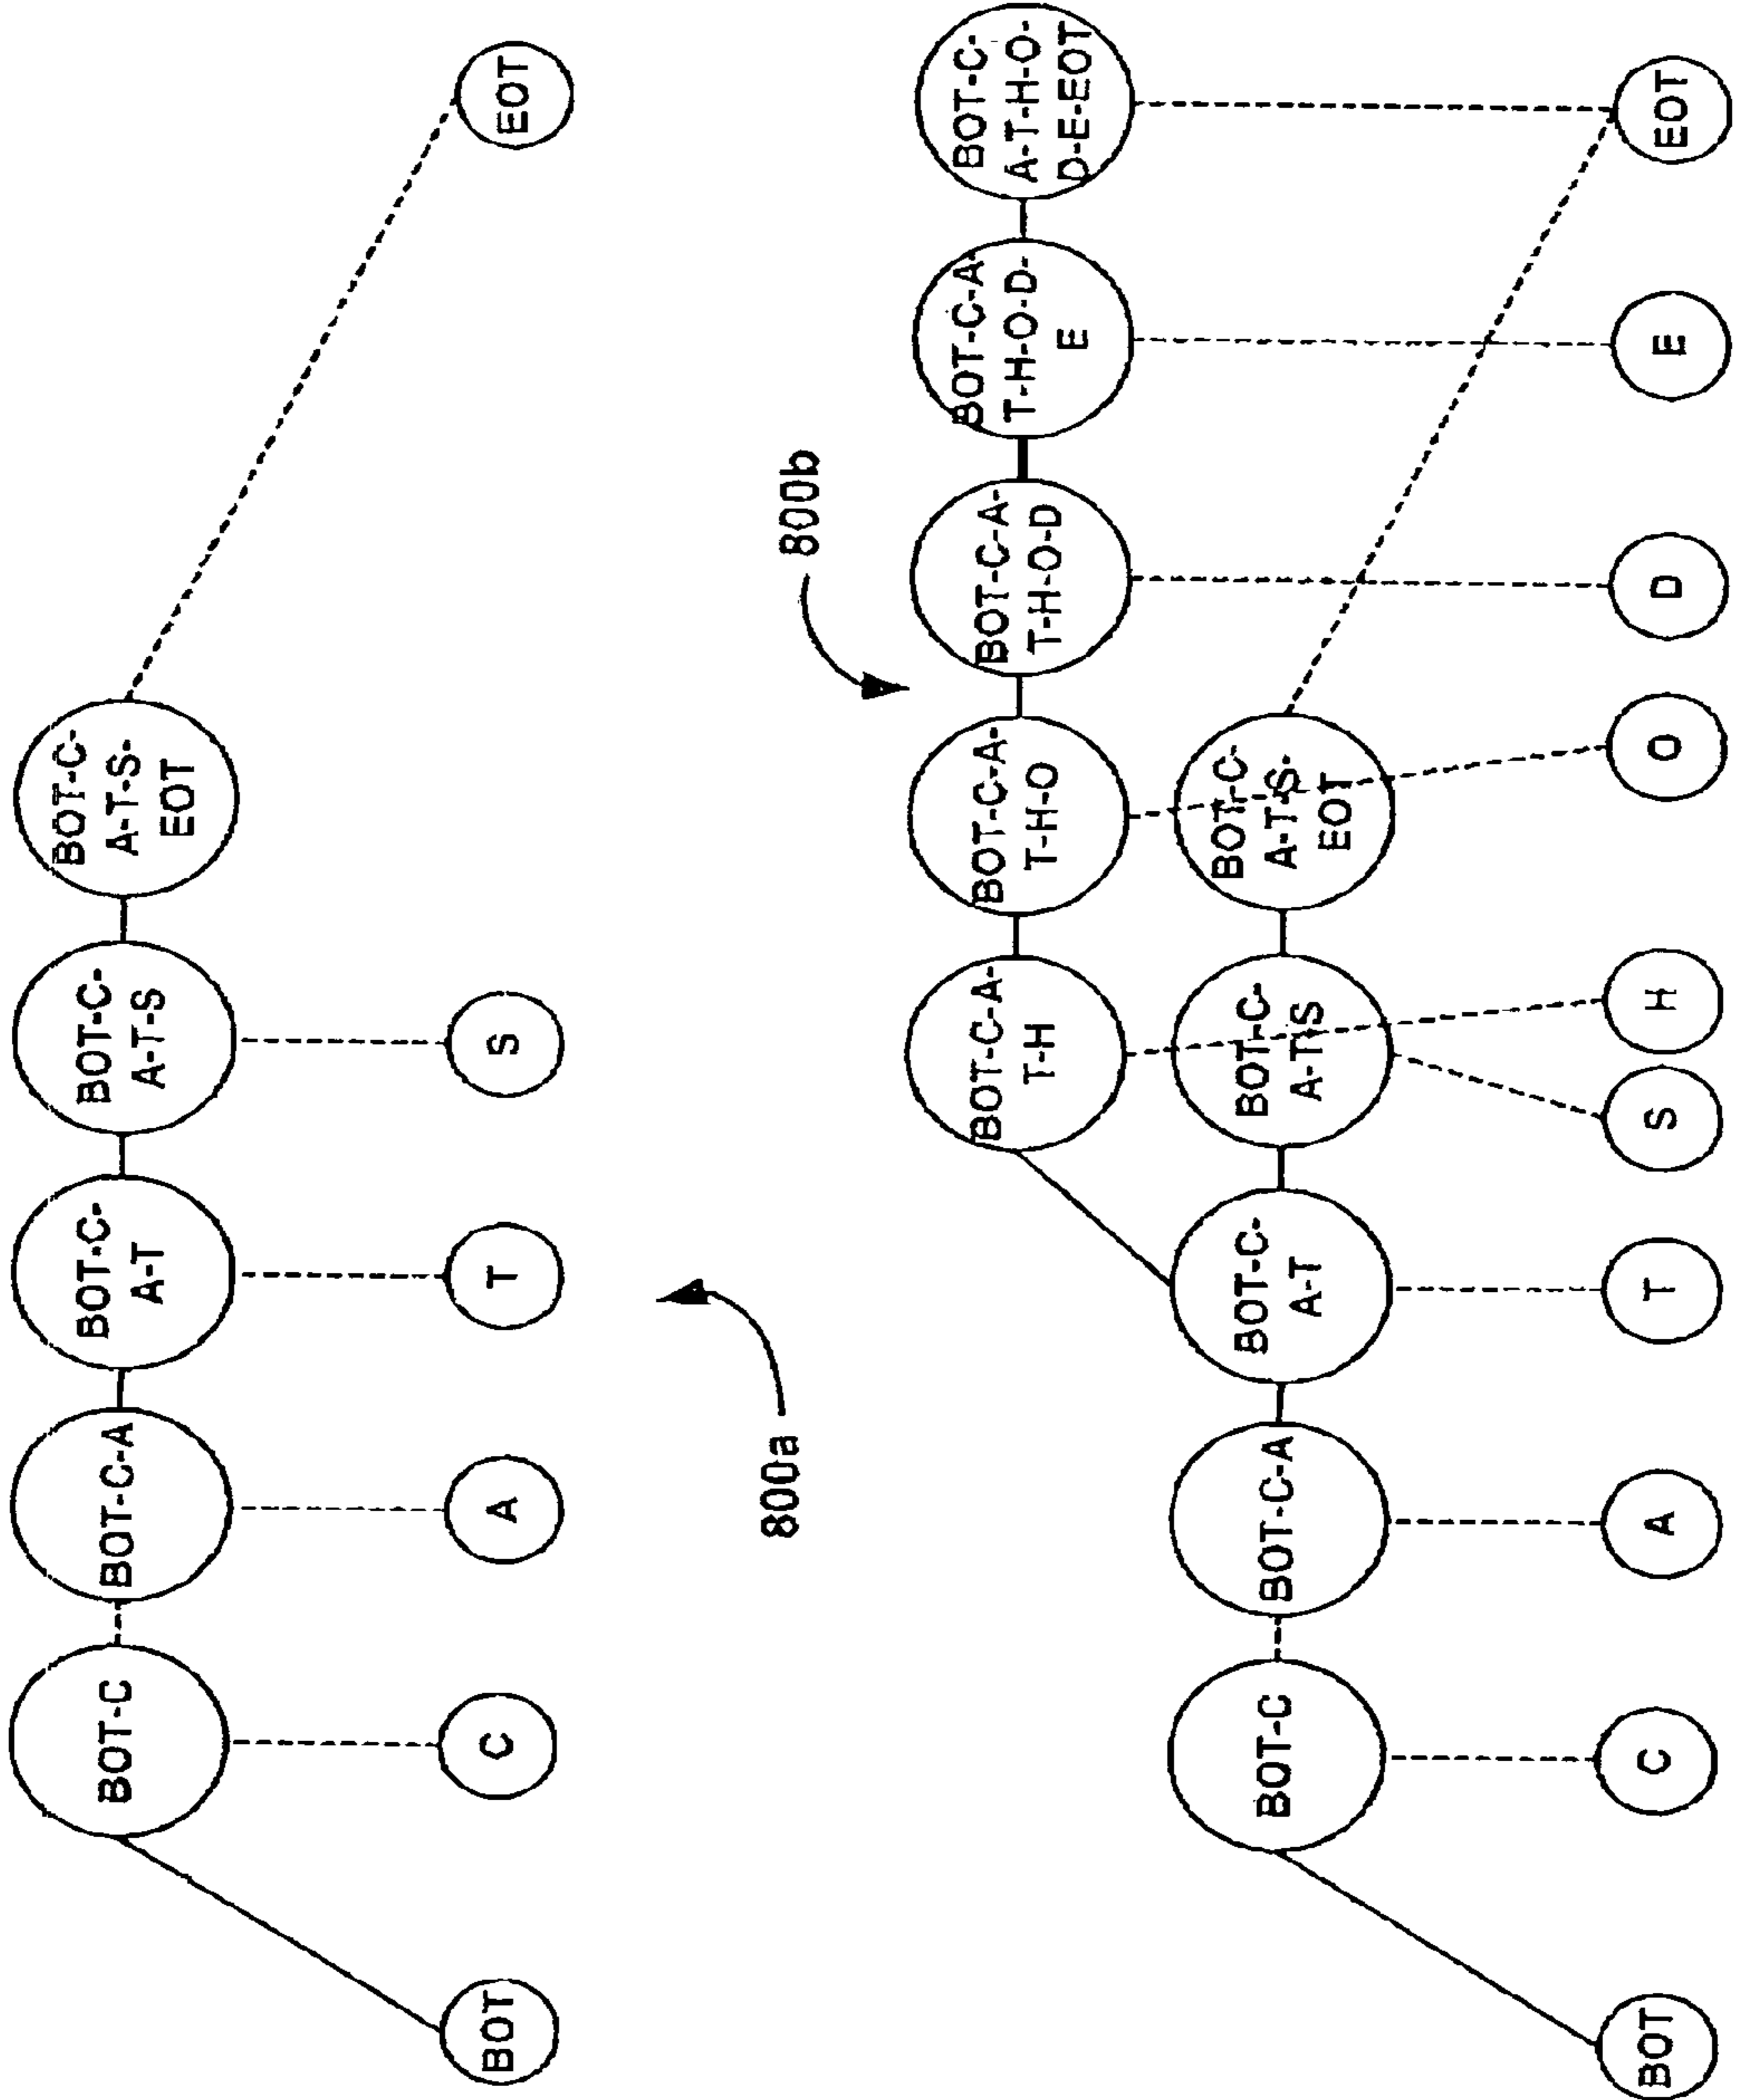 BOT-C
BOT-C-A
BOT-C-
A-T
BOT-C-
A-T-S
BOT-C-
A-T-S-
EOT
BOT
C
A
T
S
EOT
800a
800b
BOT-C-A-
T-H
BOT-C-A-
T-H-O
BOT-C-A-
T-H-O-D
BOT-C-A-
T-H-O-D-
E
BOT-C-
A-T-H-O-
D-E-EOT
BOT-C
BOT-C-A
BOT-C-
A-T
BOT-C-
A-T-S
BOT-C-
A-T-S-
EOT
BOT
C
A
T
S
H
O
D
E
EOT